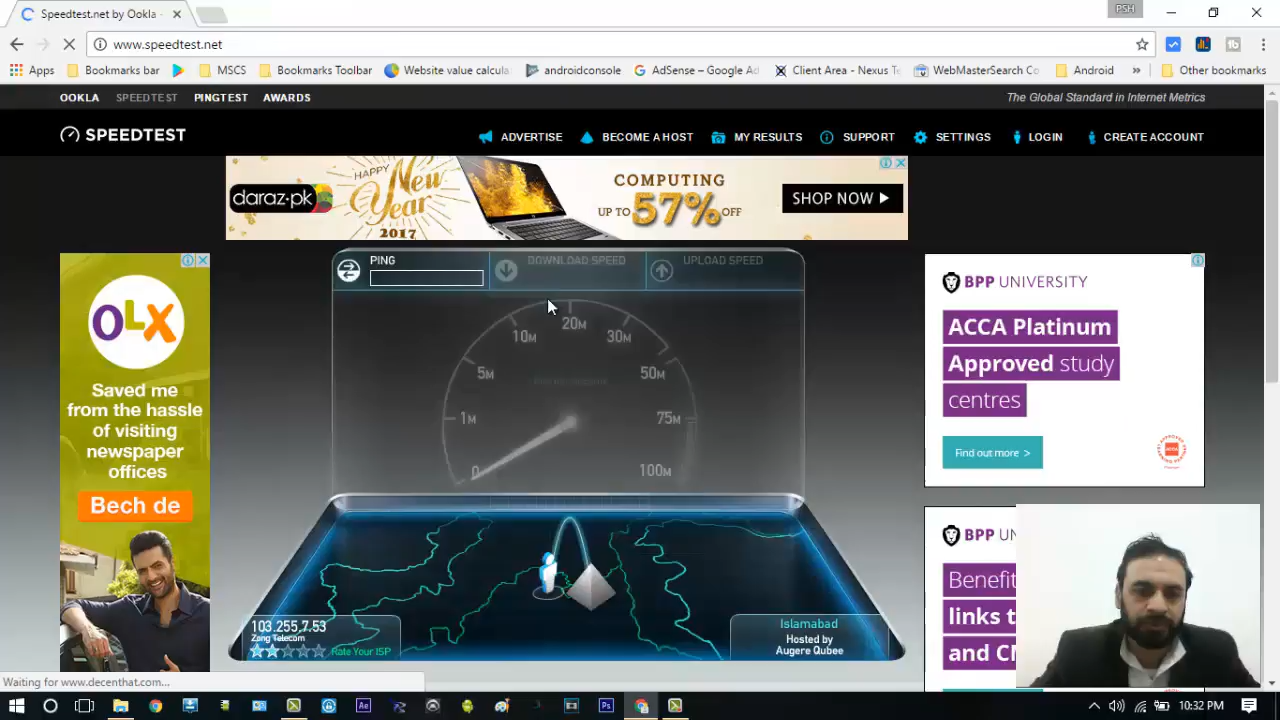 Speedtest.net by Ookla -
PSH
www.speedtest.net
Apps
Bookmarks bar
MSCS
Bookmarks Toolbar
Website value calcula
androidconsole
AdSense – Google Ad
Client Area - Nexus T
WebMasterSearch Co
Android
»
Other bookmarks
OOKLA SPEEDTEST PINGTEST AWARDS
The Global Standard in Internet Metrics
SPEEDTEST
ADVERTISE
BECOME A HOST
MY RESULTS
SUPPORT
SETTINGS
LOGIN
CREATE ACCOUNT
daraz.pk
HAPPY
New
Year
2017
COMPUTING
UP TO 57% OFF
SHOP NOW
PING
DOWNLOAD SPEED
UPLOAD SPEED
1M
5M
10M
20M
30M
50M
75M
100M
OLX
Saved me
from the hassle
of visiting
newspaper
offices
Bech de
BPP UNIVERSITY
ACCA Platinum
Approved study
centres
Find out more >
BPP UN
Benefi
links t
and C
103.255.7.53
Zong Telecom
Rate Your ISP
Islamabad
Hosted by
Augere Qubee
Waiting for www.decenthat.com...
10:32 PM